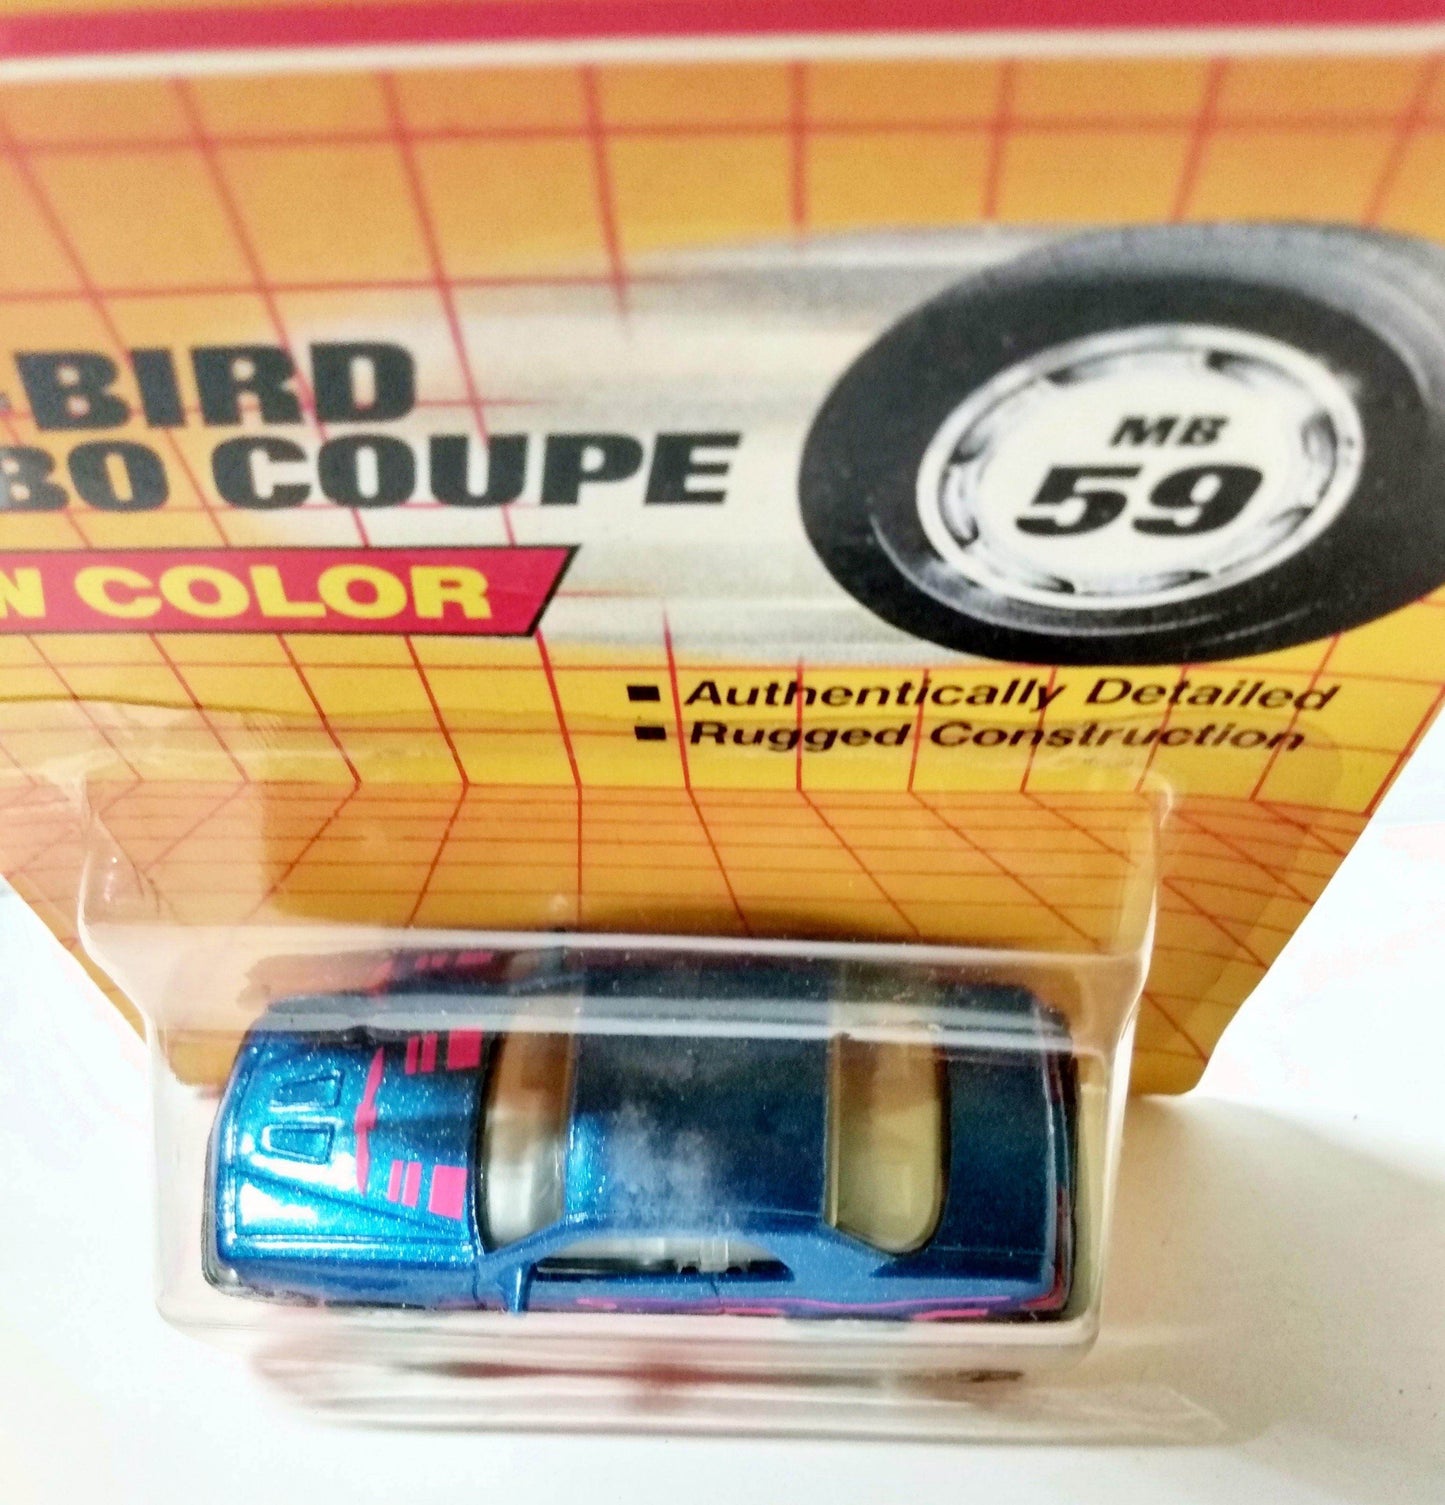 -BIRD
BO COUPE
N COLOR
MB
59
■ Authentically Detailed
■ Rugged Construction